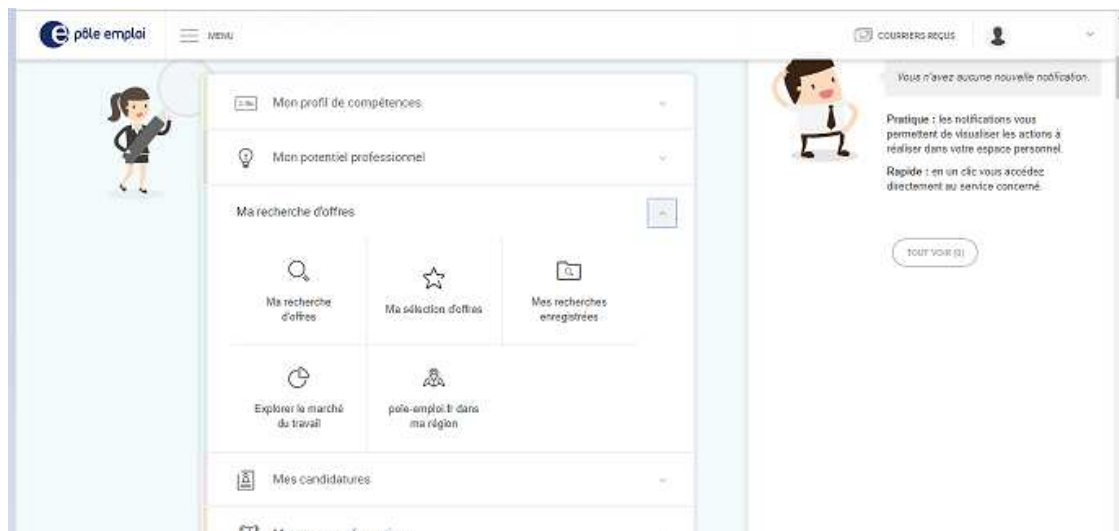 pôle emploi
MENU
COURRIERS REÇUS
Mon profil de compétences
Mon potentiel professionnel
Ma recherche d'offres
Ma recherche
d'offres
Ma sélection d'offres
Mes recherches
enregistrées
Explorer le marché
du travail
pole-emploi.fr dans
ma région
Mes candidatures
Vous n'avez aucune nouvelle notification.
Pratique : les notifications vous
permettent de visualiser les actions à
réaliser dans votre espace personnel.
Rapide : en un clic vous accédez
directement au service concerné.
TOUT VOIR (0)